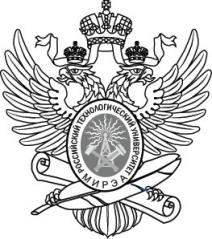 РОССИЙСКИЙ ТЕХНОЛОГИЧЕСКИЙ УНИВЕРСИТЕТ
МИРЭА